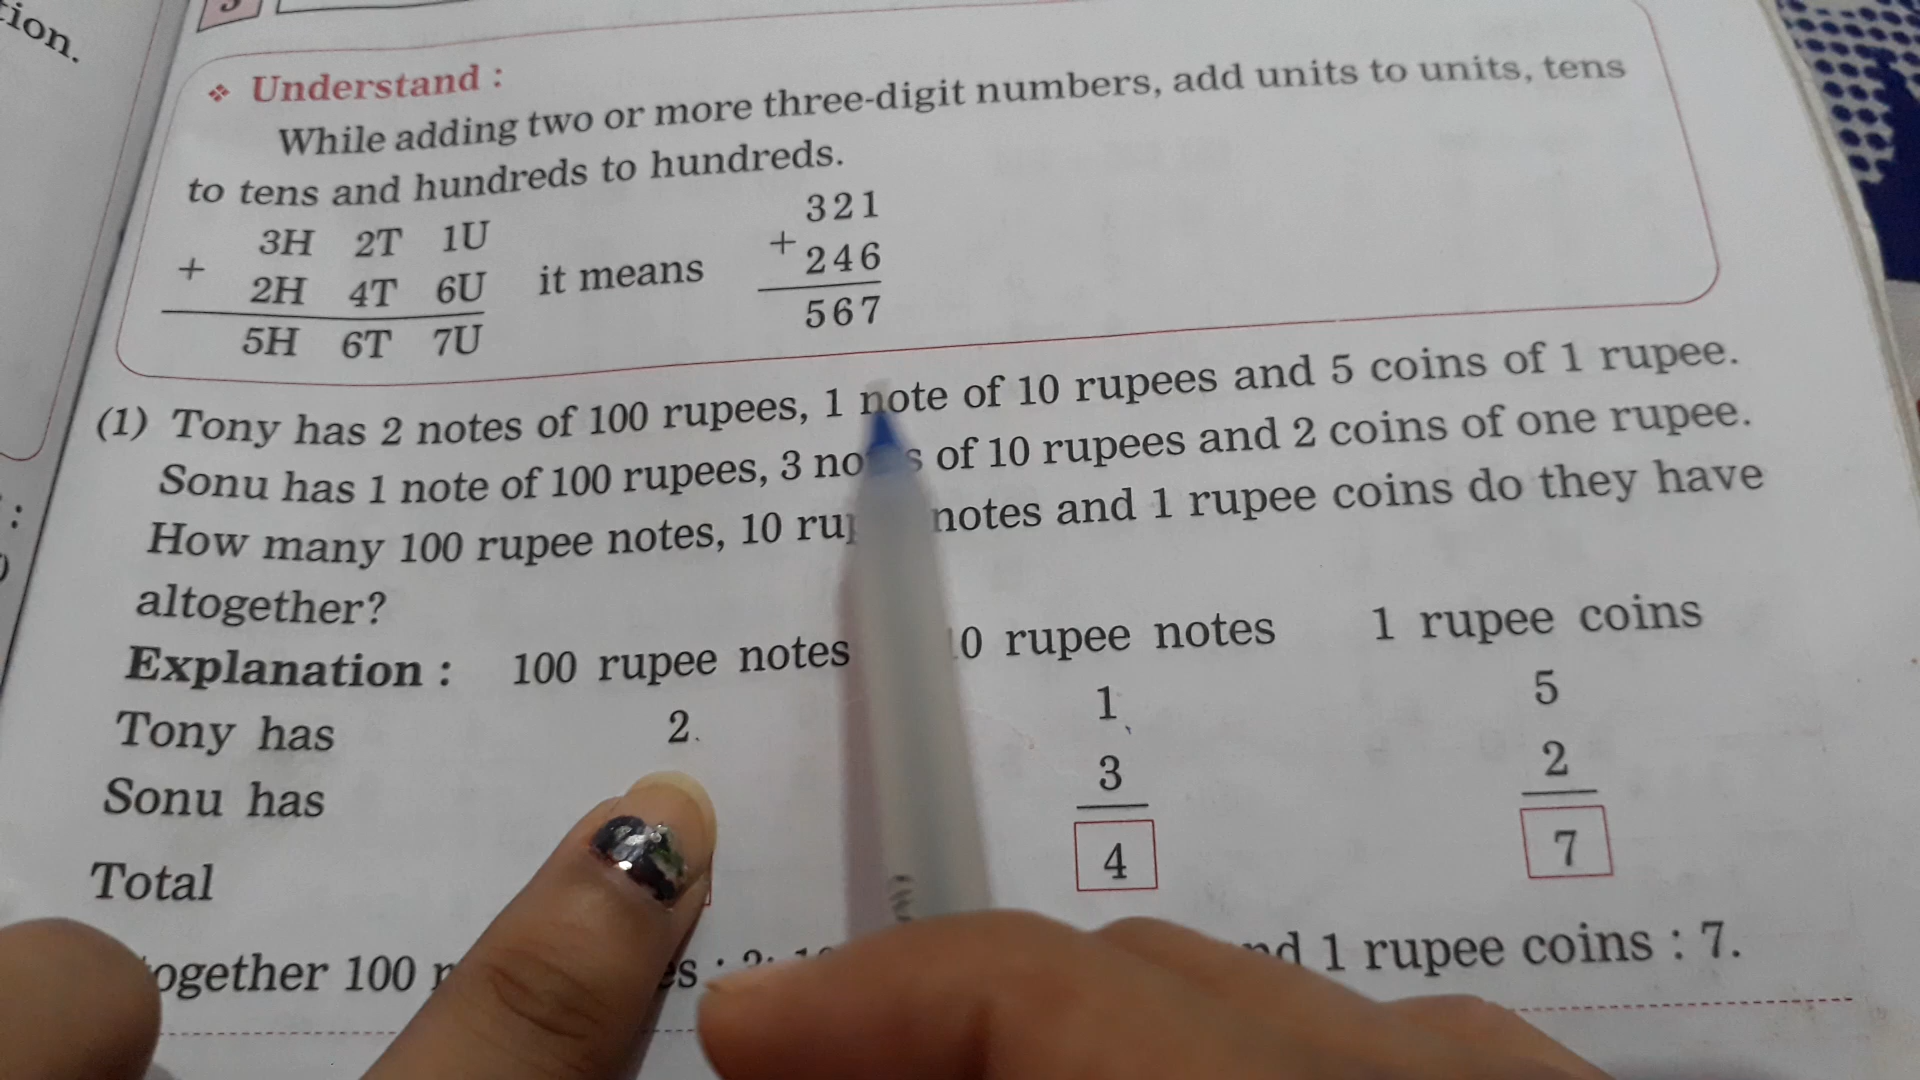 tion.
❖ Understand :
While adding two or more three-digit numbers, add units to units, tens
to tens and hundreds to hundreds.
3H 2T 1U
+ 2H 4T 6U
5H 6T 7U
it means
321
+ 246
567
(1) Tony has 2 notes of 100 rupees, 1 note of 10 rupees and 5 coins of 1 rupee.
Sonu has 1 note of 100 rupees, 3 of 10 rupees and 2 coins of one rupee.
How many 100 rupee notes, 10 notes and 1 rupee coins do they have
altogether?
Explanation : 100 rupee notes 0 rupee notes 1 rupee coins
Tony has 2 1 5
Sonu has 3 2
Total 4 7
100 1 rupee coins : 7.